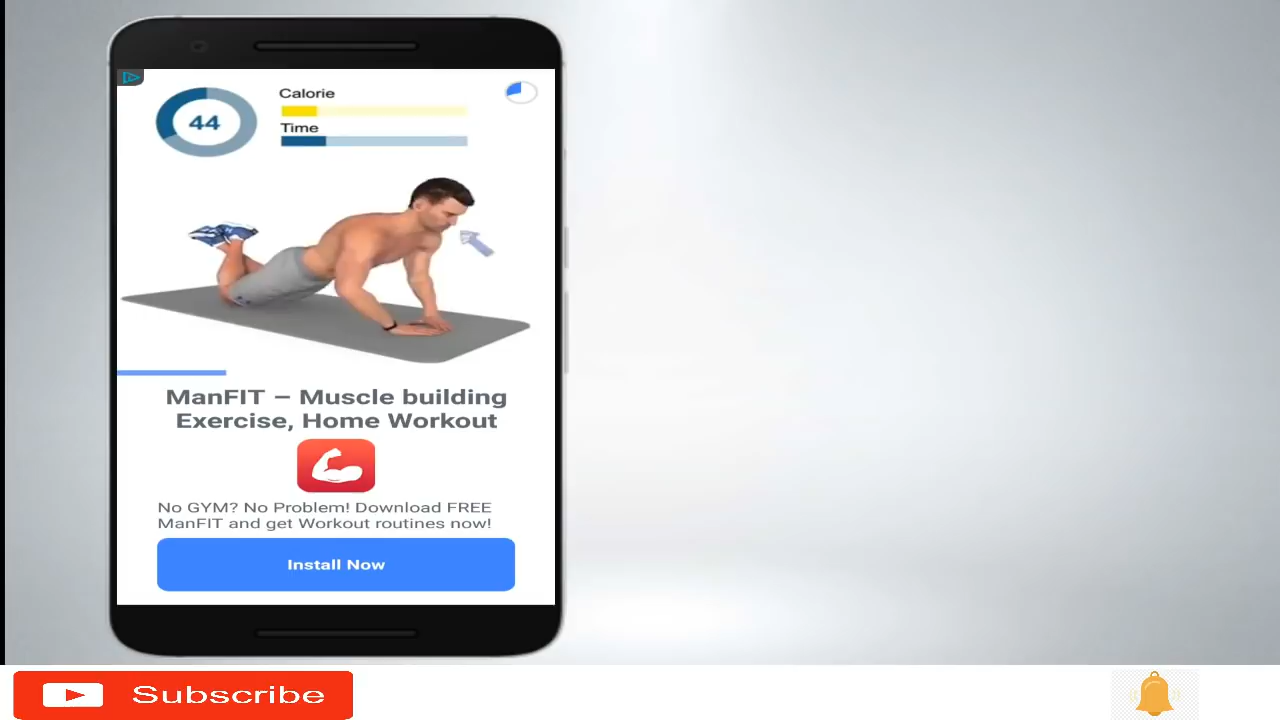 44
Calorie
Time
ManFIT – Muscle building
Exercise, Home Workout
No GYM? No Problem! Download FREE
ManFIT and get Workout routines now!
Install Now
Subscribe